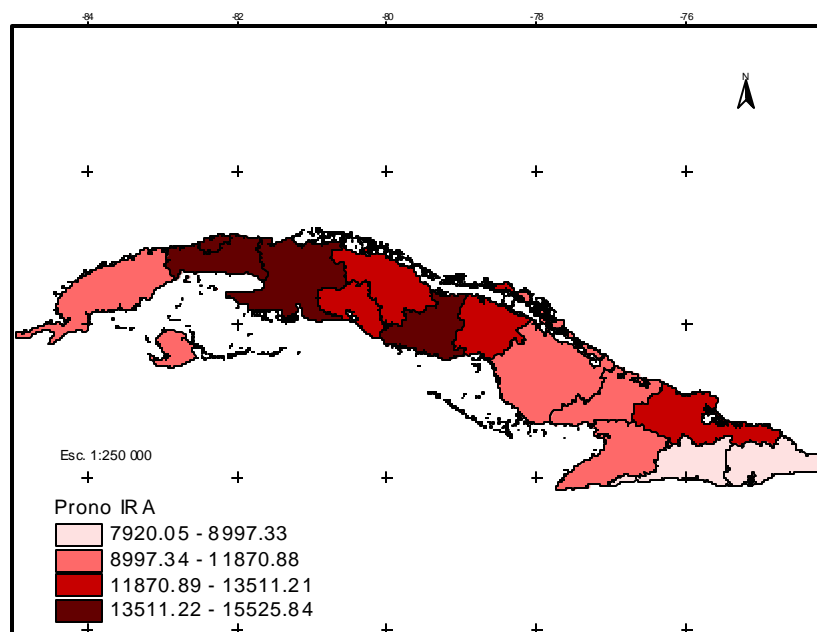 -84 -82 -80 -78 -76
N
Esc. 1:250 000
Prono IRA
7920.05 - 8997.33
8997.34 - 11870.88
11870.89 - 13511.21
13511.22 - 15525.84